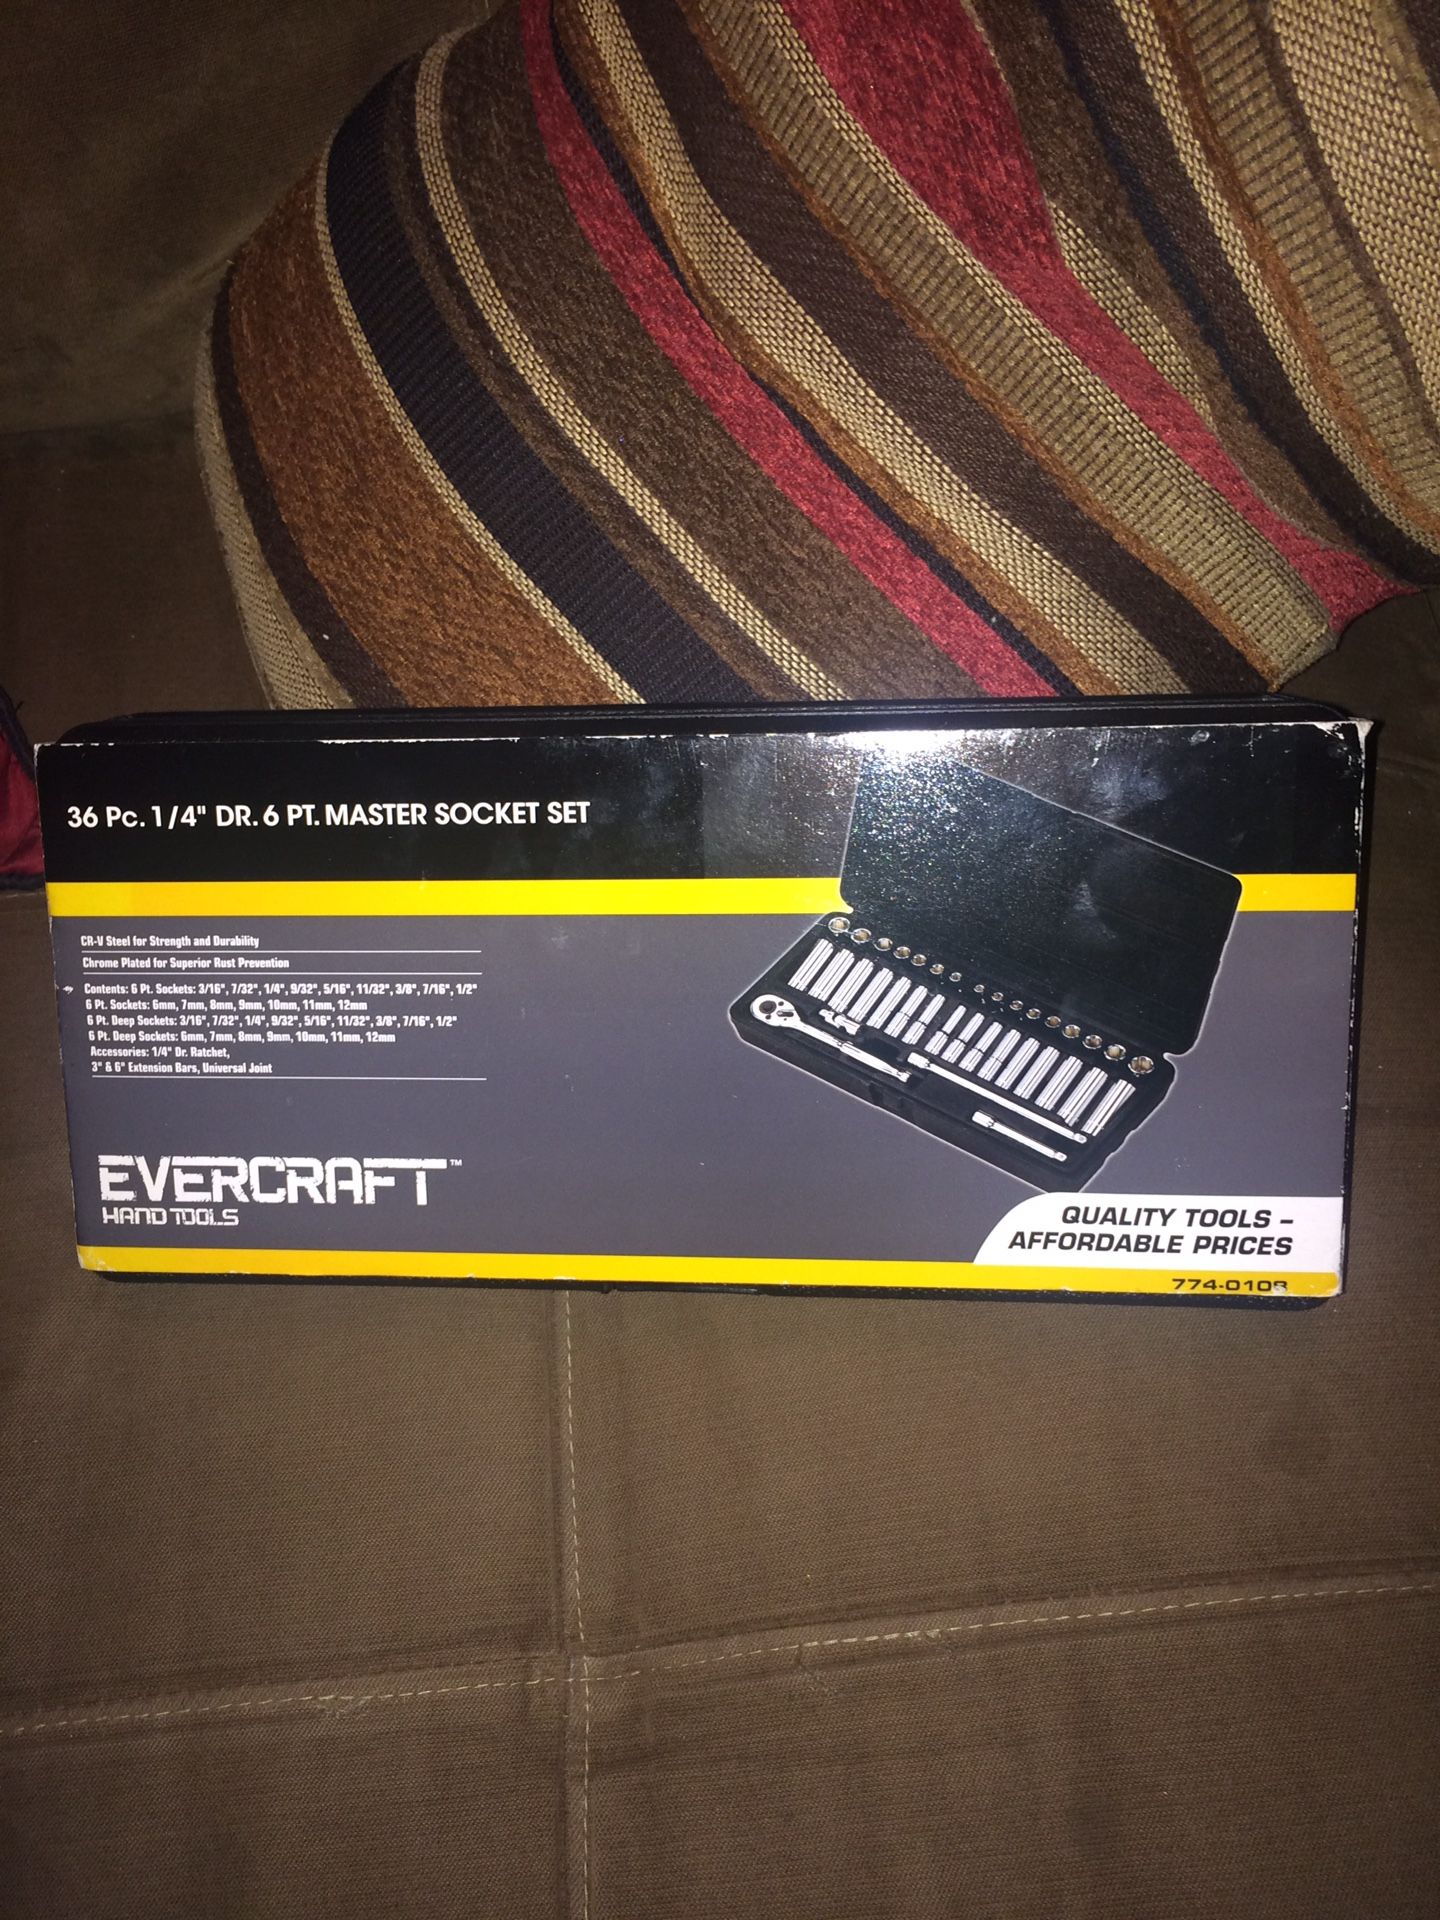 36 Pc. 1/4" DR. 6 PT. MASTER SOCKET SET
CR-V Steel for Strength and Durability
Chrome Plated for Superior Rust Prevention
Contents: 6 Pt. Sockets: 3/16", 7/32", 1/4", 9/32", 5/16", 11/32", 3/8", 7/16", 1/2"
6 Pt. Sockets: 6mm, 7mm, 8mm, 9mm, 10mm, 11mm, 12mm
6 Pt. Deep Sockets: 3/16", 7/32", 1/4", 9/32", 5/16", 11/32", 3/8", 7/16", 1/2"
6 Pt. Deep Sockets: 6mm, 7mm, 8mm, 9mm, 10mm, 11mm, 12mm
Accessories: 1/4" Dr. Ratchet,
3" & 6" Extension Bars, Universal Joint
EVERCRAFT™
HAND TOOLS
QUALITY TOOLS –
AFFORDABLE PRICES
774-0108